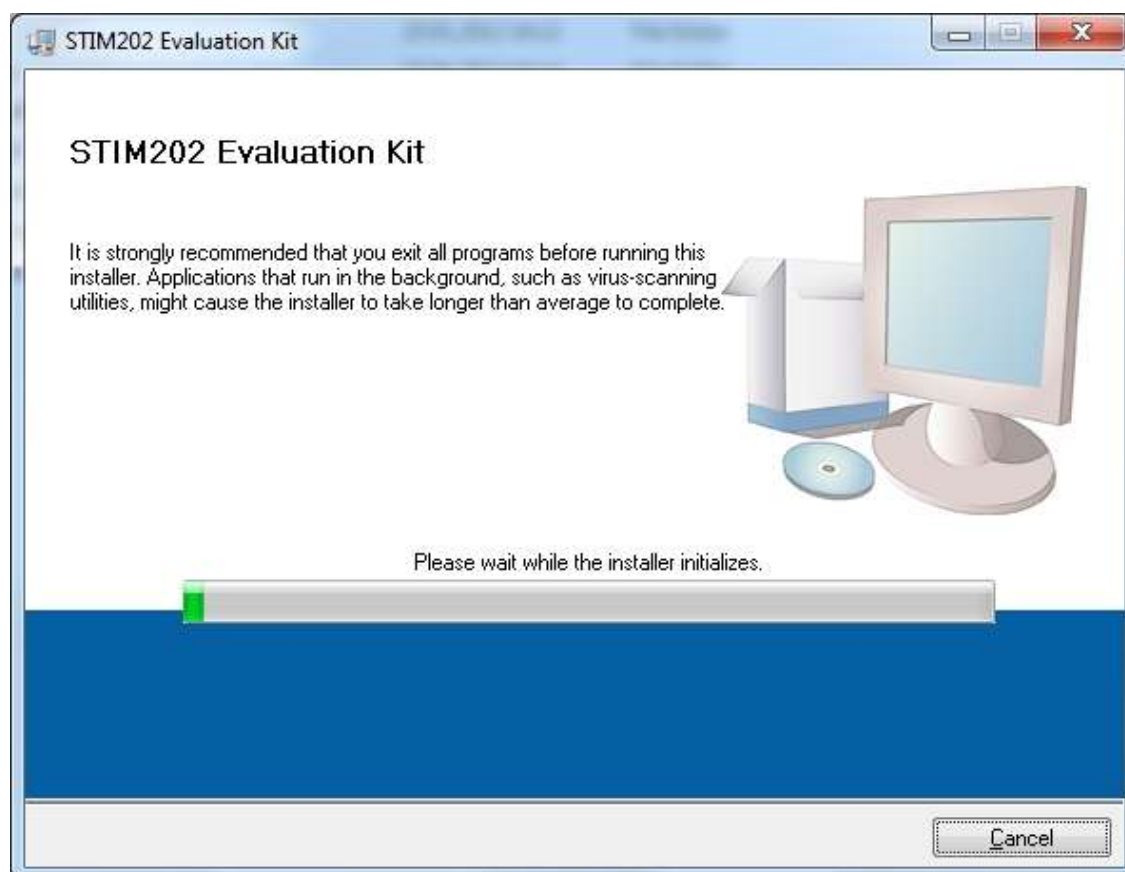 STIM202 Evaluation Kit
STIM202 Evaluation Kit
It is strongly recommended that you exit all programs before running this
installer. Applications that run in the background, such as virus-scanning
utilities, might cause the installer to take longer than average to complete.
Please wait while the installer initializes.
Cancel